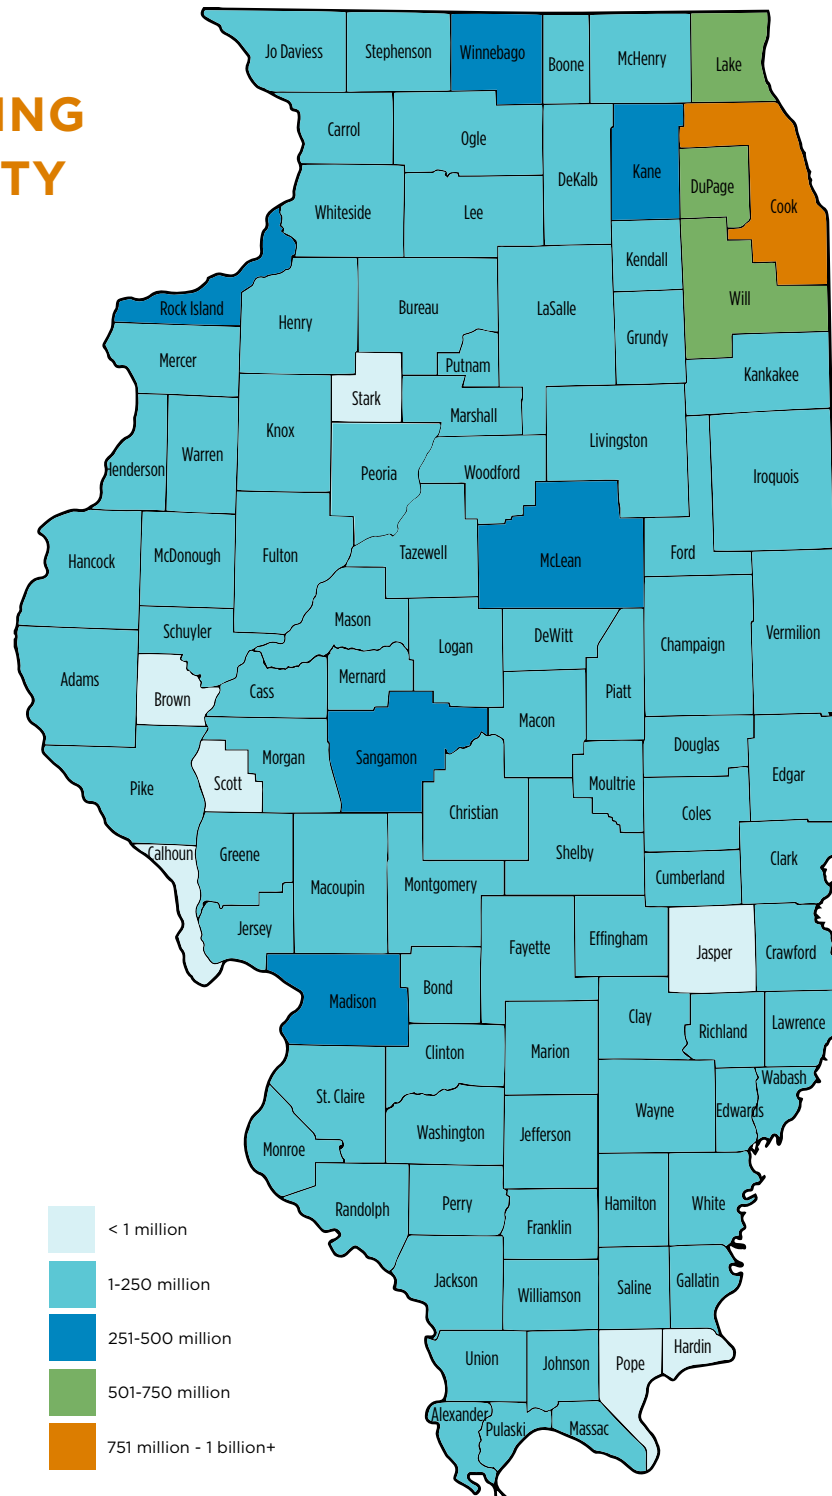 ING
TY
Jo Daviess
Stephenson
Winnebago
Boone
McHenry
Lake
Carrol
Ogle
DeKalb
Kane
DuPage
Cook
Whiteside
Lee
Kendall
Rock Island
Henry
Bureau
LaSalle
Will
Grundy
Mercer
Putnam
Kankakee
Stark
Marshall
Knox
Livingston
Henderson
Warren
Peoria
Woodford
Iroquois
Hancock
McDonough
Fulton
Tazewell
McLean
Ford
Schuyler
Mason
Logan
DeWitt
Champaign
Vermilion
Adams
Brown
Cass
Mernard
Piatt
Macon
Pike
Scott
Morgan
Sangamon
Douglas
Moultrie
Edgar
Christian
Coles
Calhoun
Greene
Macoupin
Montgomery
Shelby
Clark
Cumberland
Jersey
Fayette
Effingham
Jasper
Crawford
Madison
Bond
Clay
Richland
Lawrence
Clinton
Marion
Wabash
St. Claire
Wayne
Edwards
Monroe
Washington
Jefferson
Randolph
Perry
Hamilton
White
Franklin
Jackson
Williamson
Saline
Gallatin
Union
Johnson
Pope
Hardin
Alexander
Pulaski
Massac
< 1 million
1-250 million
251-500 million
501-750 million
751 million - 1 billion+